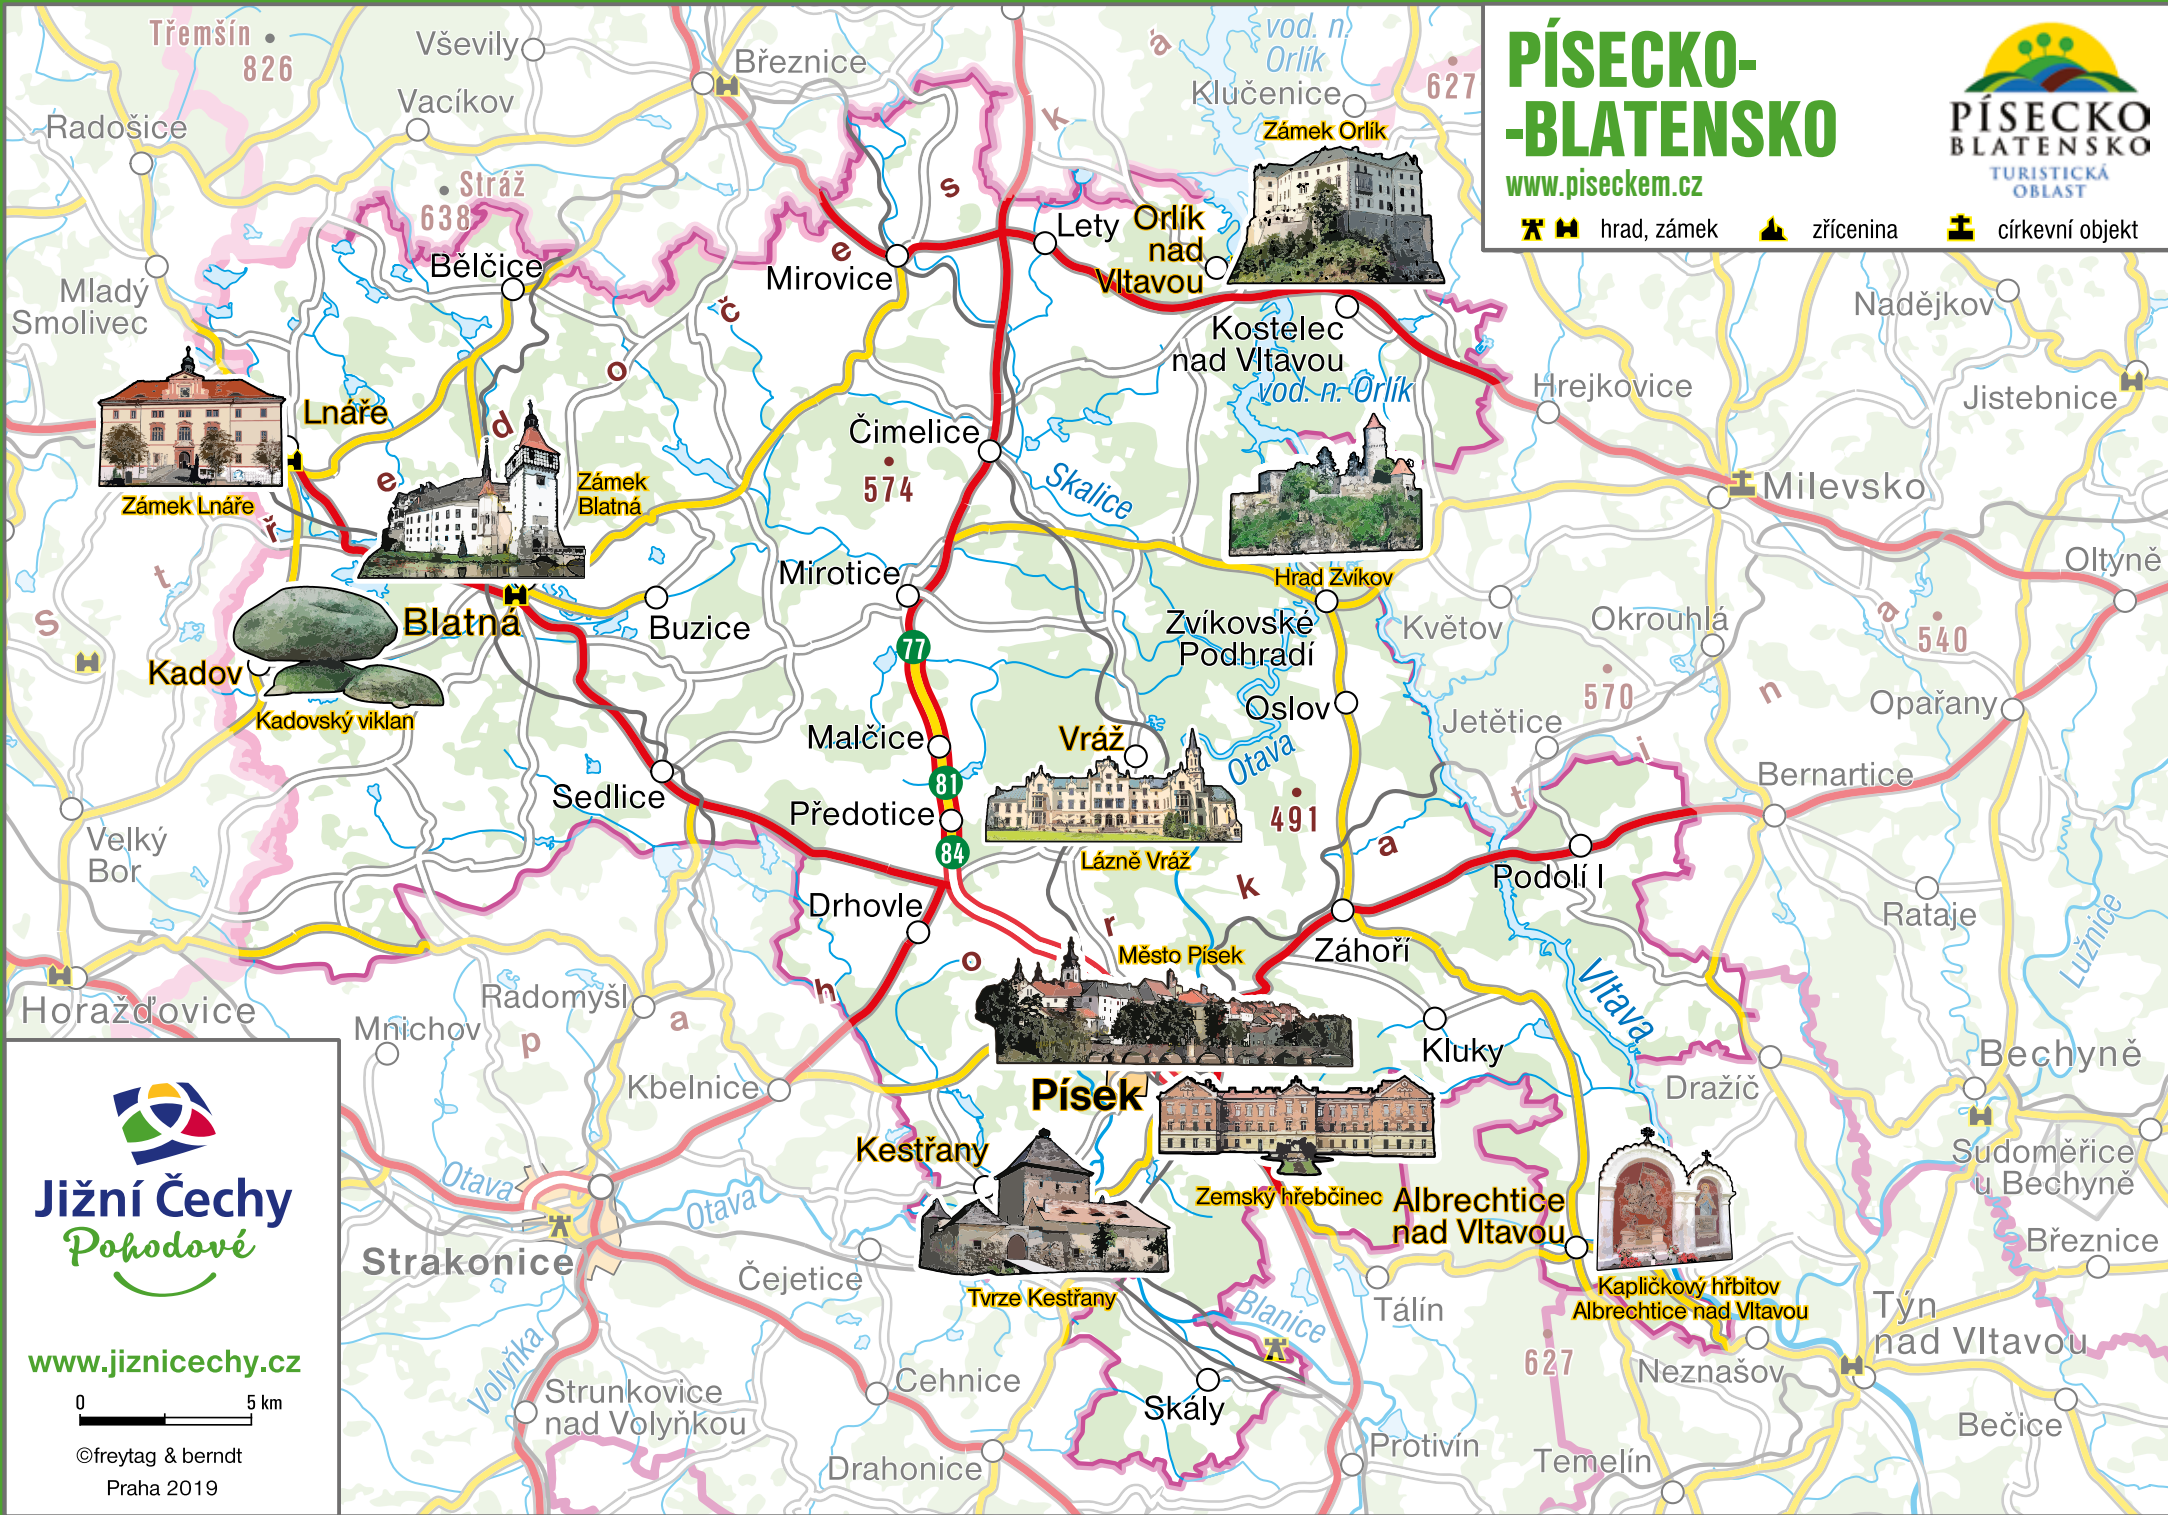 PÍSECKO-
-BLATENSKO
www.piseckem.cz
hrad, zámek
zřícenina
církevní objekt
PÍSECKO
BLATENSKO
TURISTICKÁ
OBLAST
Třemšín
826
Vševily
Březnice
vod. n.
Orlík
627
Klučenice
Vacíkov
Radošice
Zámek Orlík
Stráž
638
Lety
Orlík
nad
Vltavou
Bělčice
Mirovice
Mladý
Smolivec
Kostelec
nad Vltavou
vod. n. Orlík
Nadějkov
Hrejkovice
Jistebnice
Lnáře
Čimelice
574
Skalice
Zámek
Blatná
Zámek Lnáře
Milevsko
Oltyně
Mirotice
Hrad Zvíkov
Zvíkovské
Podhradí
Květov
Okrouhlá
540
Blatná
Buzice
77
Kadov
Kadovský viklan
570
Oslov
Opařany
Jetětice
Malčice
Vráž
Otava
Bernartice
81
Sedlice
Předotice
491
84
Lázně Vráž
Velký
Bor
Podolí I
Drhovle
Rataje
Lužnice
Město Písek
Záhoří
Vltava
Horažďovice
Radomyšl
Mnichov
Kluky
Bechyně
Dražíč
Kbelnice
Písek
Kestřany
Sudoměřice
u Bechyně
Otava
Otava
Zemský hřebčinec
Albrechtice
nad Vltavou
Strakonice
Březnice
Čejetice
Tvrze Kestřany
Blanice
Tálín
Kapličkový hřbitov
Albrechtice nad Vltavou
Týn
nad Vltavou
Volyňka
627
Neznašov
Strunkovice
nad Volyňkou
Cehnice
Skály
Bečice
Drahonice
Protivín
Temelín
S t ř e d o č e s k á
p a h o r k a t i n a
Jižní Čechy
Pohodové
www.jiznicechy.cz
0 5 km
©freytag & berndt
Praha 2019